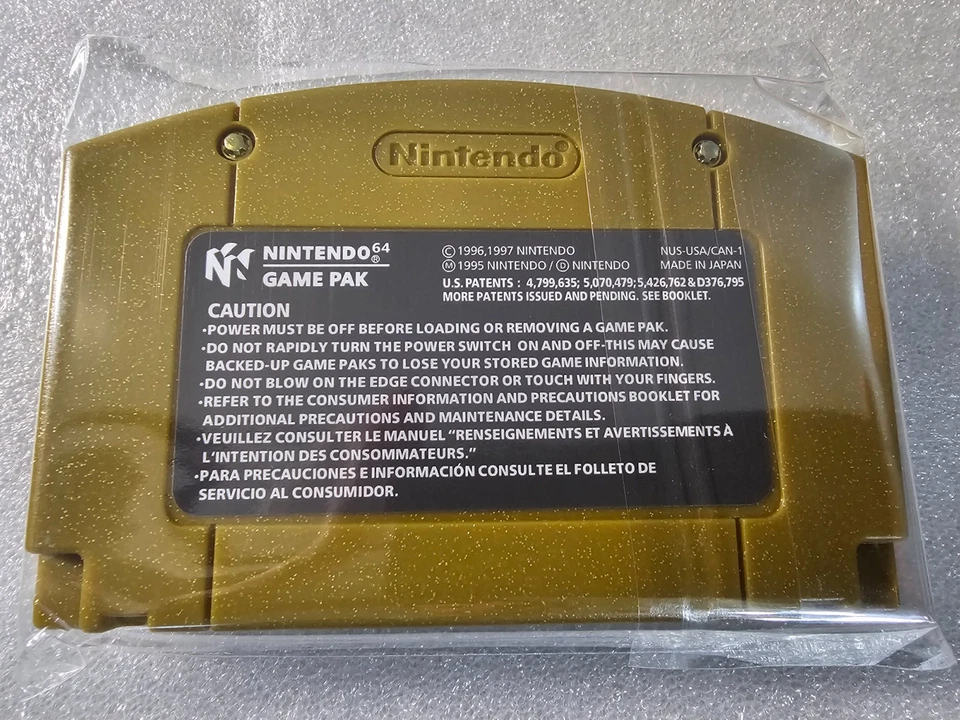 Nintendo®
NINTENDO64®
GAME PAK
©1996,1997 NINTENDO NUS-USA/CAN-1
Ⓜ1995 NINTENDO / Ⓓ NINTENDO MADE IN JAPAN
U.S. PATENTS : 4,799,635; 5,070,479; 5,426,762 & D376,795
MORE PATENTS ISSUED AND PENDING. SEE BOOKLET.
CAUTION
•POWER MUST BE OFF BEFORE LOADING OR REMOVING A GAME PAK.
•DO NOT RAPIDLY TURN THE POWER SWITCH ON AND OFF-THIS MAY CAUSE
BACKED-UP GAME PAKS TO LOSE YOUR STORED GAME INFORMATION.
•DO NOT BLOW ON THE EDGE CONNECTOR OR TOUCH WITH YOUR FINGERS.
•REFER TO THE CONSUMER INFORMATION AND PRECAUTIONS BOOKLET FOR
ADDITIONAL PRECAUTIONS AND MAINTENANCE DETAILS.
•VEUILLEZ CONSULTER LE MANUEL "RENSEIGNEMENTS ET AVERTISSEMENTS À
L'INTENTION DES CONSOMMATEURS."
•PARA PRECAUCIONES E INFORMACIÓN CONSULTE EL FOLLETO DE
SERVICIO AL CONSUMIDOR.